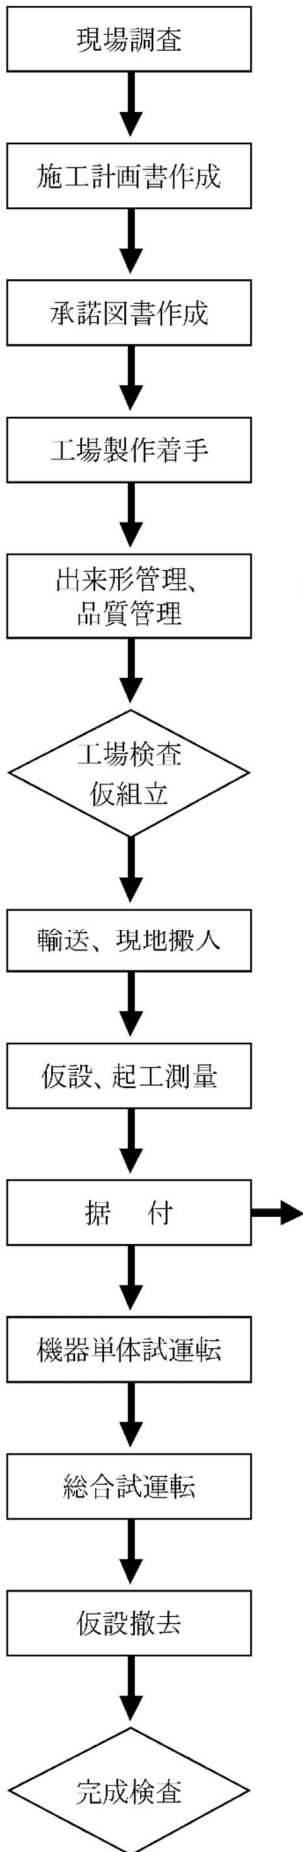 現場調査
施工計画書作成
承諾図書作成
工場製作着手
出来形管理、
品質管理
工場検査
仮組立
輸送、現地搬人
仮設、起工測量
据　付
機器単体試運転
総合試運転
仮設撤去
完成検査